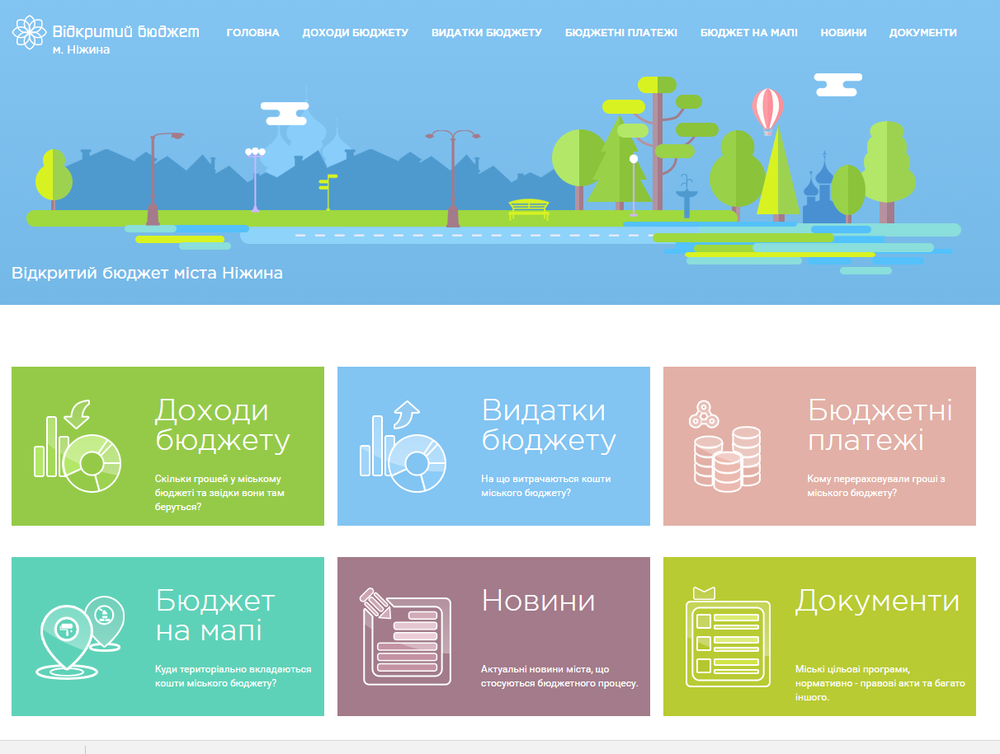 Відкритий бюджет
м. Ніжина
ГОЛОВНА ДОХОДИ БЮДЖЕТУ ВИДАТКИ БЮДЖЕТУ БЮДЖЕТНІ ПЛАТЕЖІ БЮДЖЕТ НА МАПІ НОВИНИ ДОКУМЕНТИ
Відкритий бюджет міста Ніжина
Доходи
бюджету
Скільки грошей у міському
бюджеті та звідки вони там
беруться?
Видатки
бюджету
На що витрачаються кошти
міського бюджету?
Бюджетні
платежі
Кому перераховували гроші з
міського бюджету?
Бюджет
на мапі
Куди територіально вкладаються
кошти міського бюджету?
Новини
Актуальні новини міста, що
стосуються бюджетного процесу.
Документи
Міські цільові програми,
нормативно - правові акти та багато
іншого.